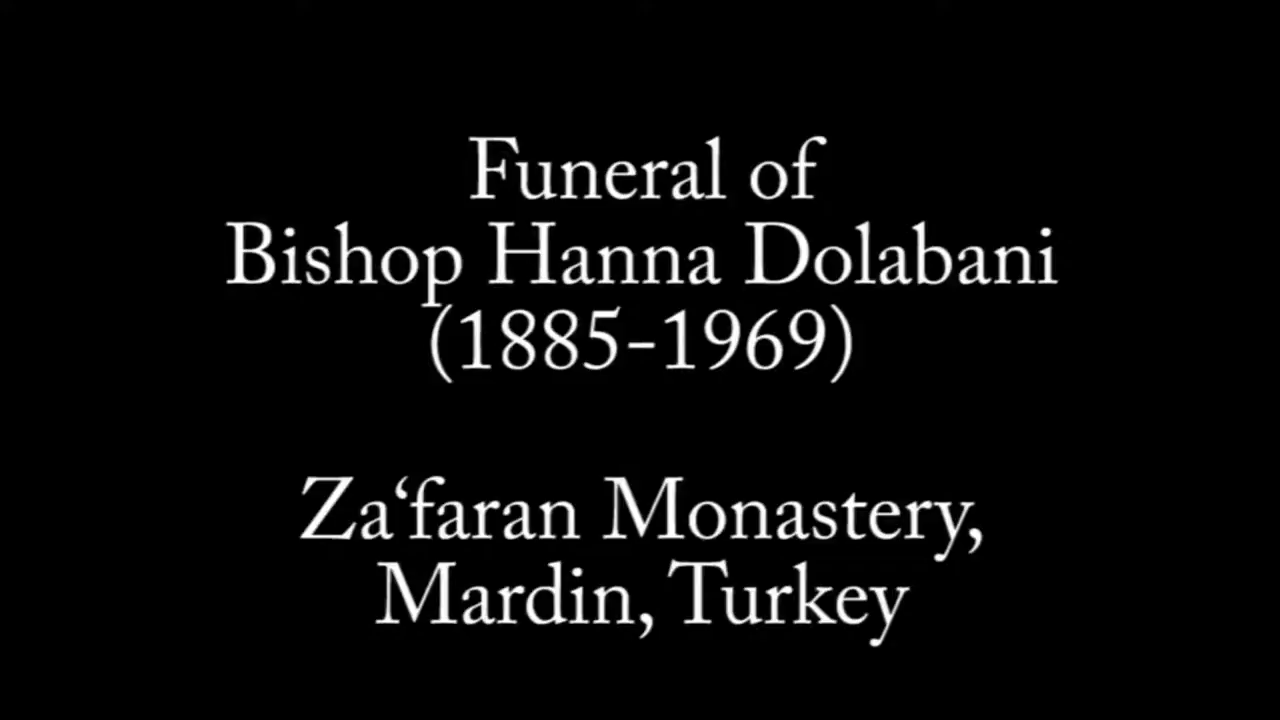 Funeral of
Bishop Hanna Dolabani
(1885-1969)
Za‘faran Monastery,
Mardin, Turkey